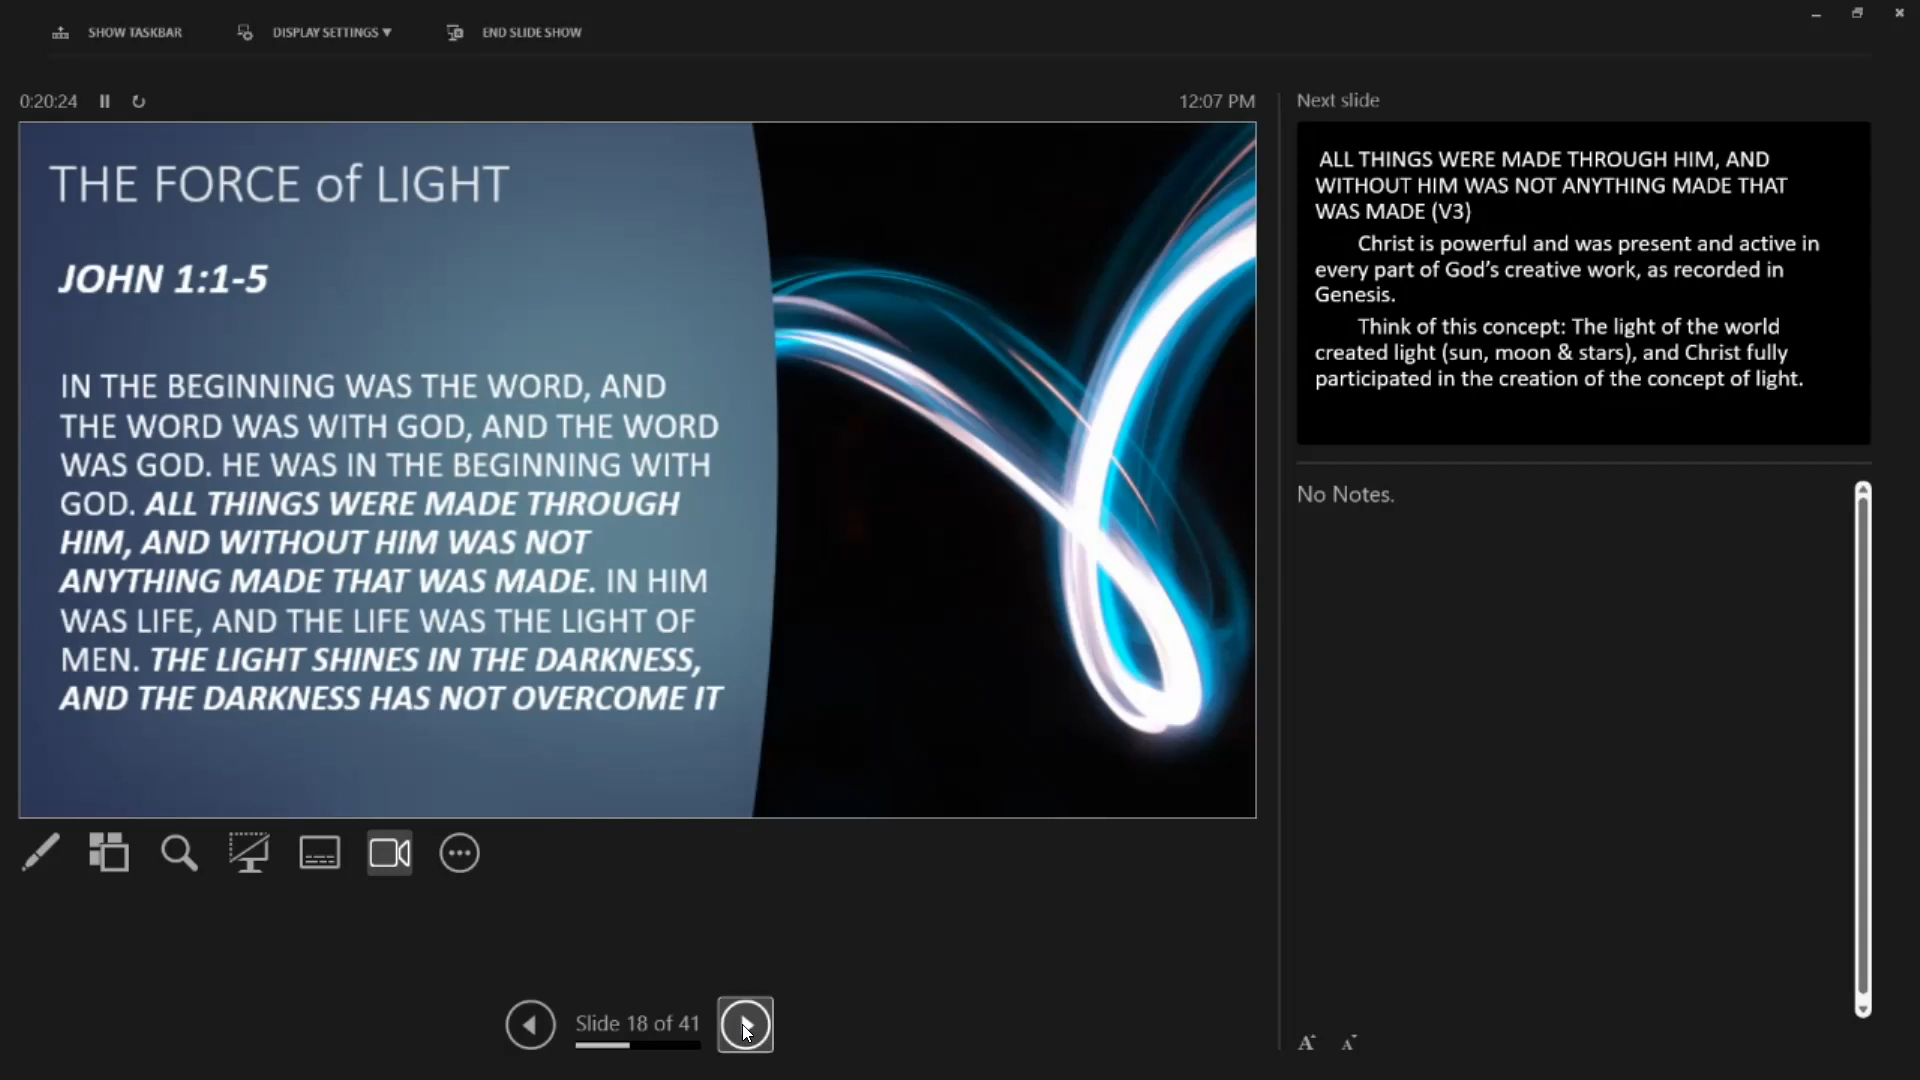 SHOW TASKBAR
DISPLAY SETTINGS ▼
END SLIDE SHOW
0:20:24
12:07 PM
THE FORCE of LIGHT
JOHN 1:1-5
IN THE BEGINNING WAS THE WORD, AND
THE WORD WAS WITH GOD, AND THE WORD
WAS GOD. HE WAS IN THE BEGINNING WITH
GOD. ALL THINGS WERE MADE THROUGH
HIM, AND WITHOUT HIM WAS NOT
ANYTHING MADE THAT WAS MADE. IN HIM
WAS LIFE, AND THE LIFE WAS THE LIGHT OF
MEN. THE LIGHT SHINES IN THE DARKNESS,
AND THE DARKNESS HAS NOT OVERCOME IT
Slide 18 of 41
Next slide
ALL THINGS WERE MADE THROUGH HIM, AND
WITHOUT HIM WAS NOT ANYTHING MADE THAT
WAS MADE (V3)
Christ is powerful and was present and active in
every part of God's creative work, as recorded in
Genesis.
Think of this concept: The light of the world
created light (sun, moon & stars), and Christ fully
participated in the creation of the concept of light.
No Notes.
A A